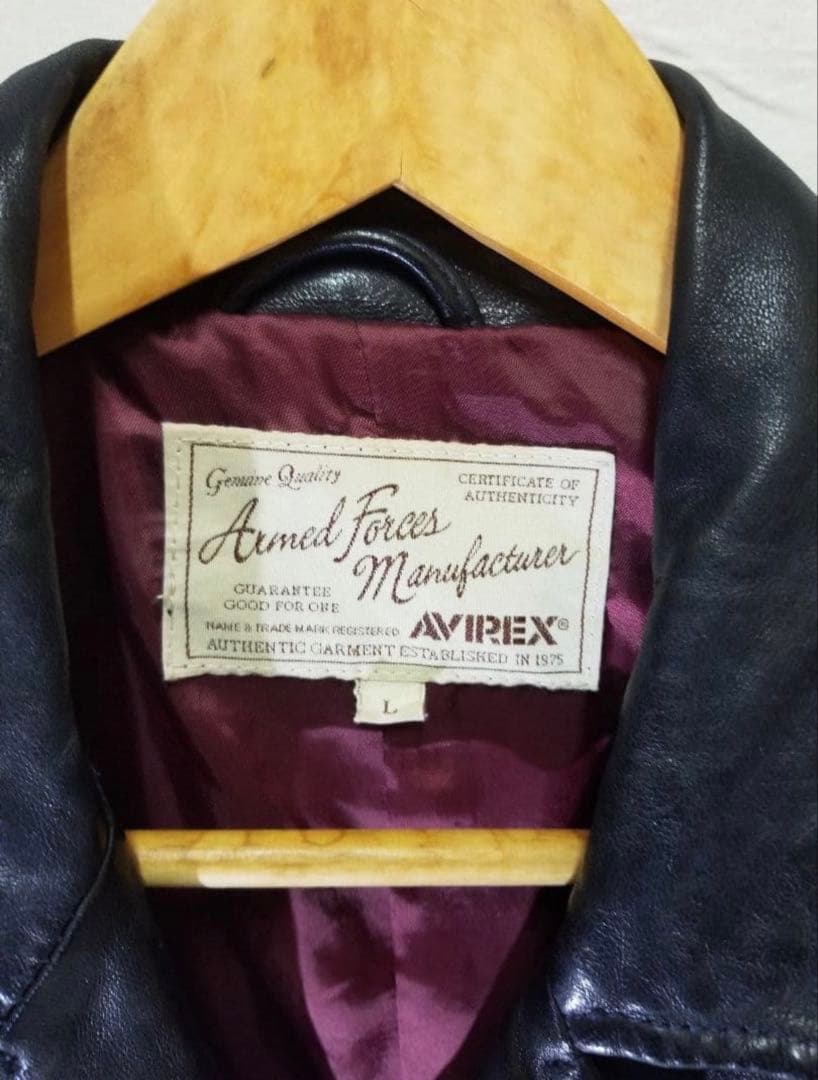 Genuine Quality
CERTIFICATE OF
AUTHENTICITY
Armed Forces
Manufacturer
GUARANTEE
GOOD FOR ONE
NAME & TRADE MARK REGISTERED
AVIREX®
AUTHENTIC GARMENT ESTABLISHED IN 1975
L